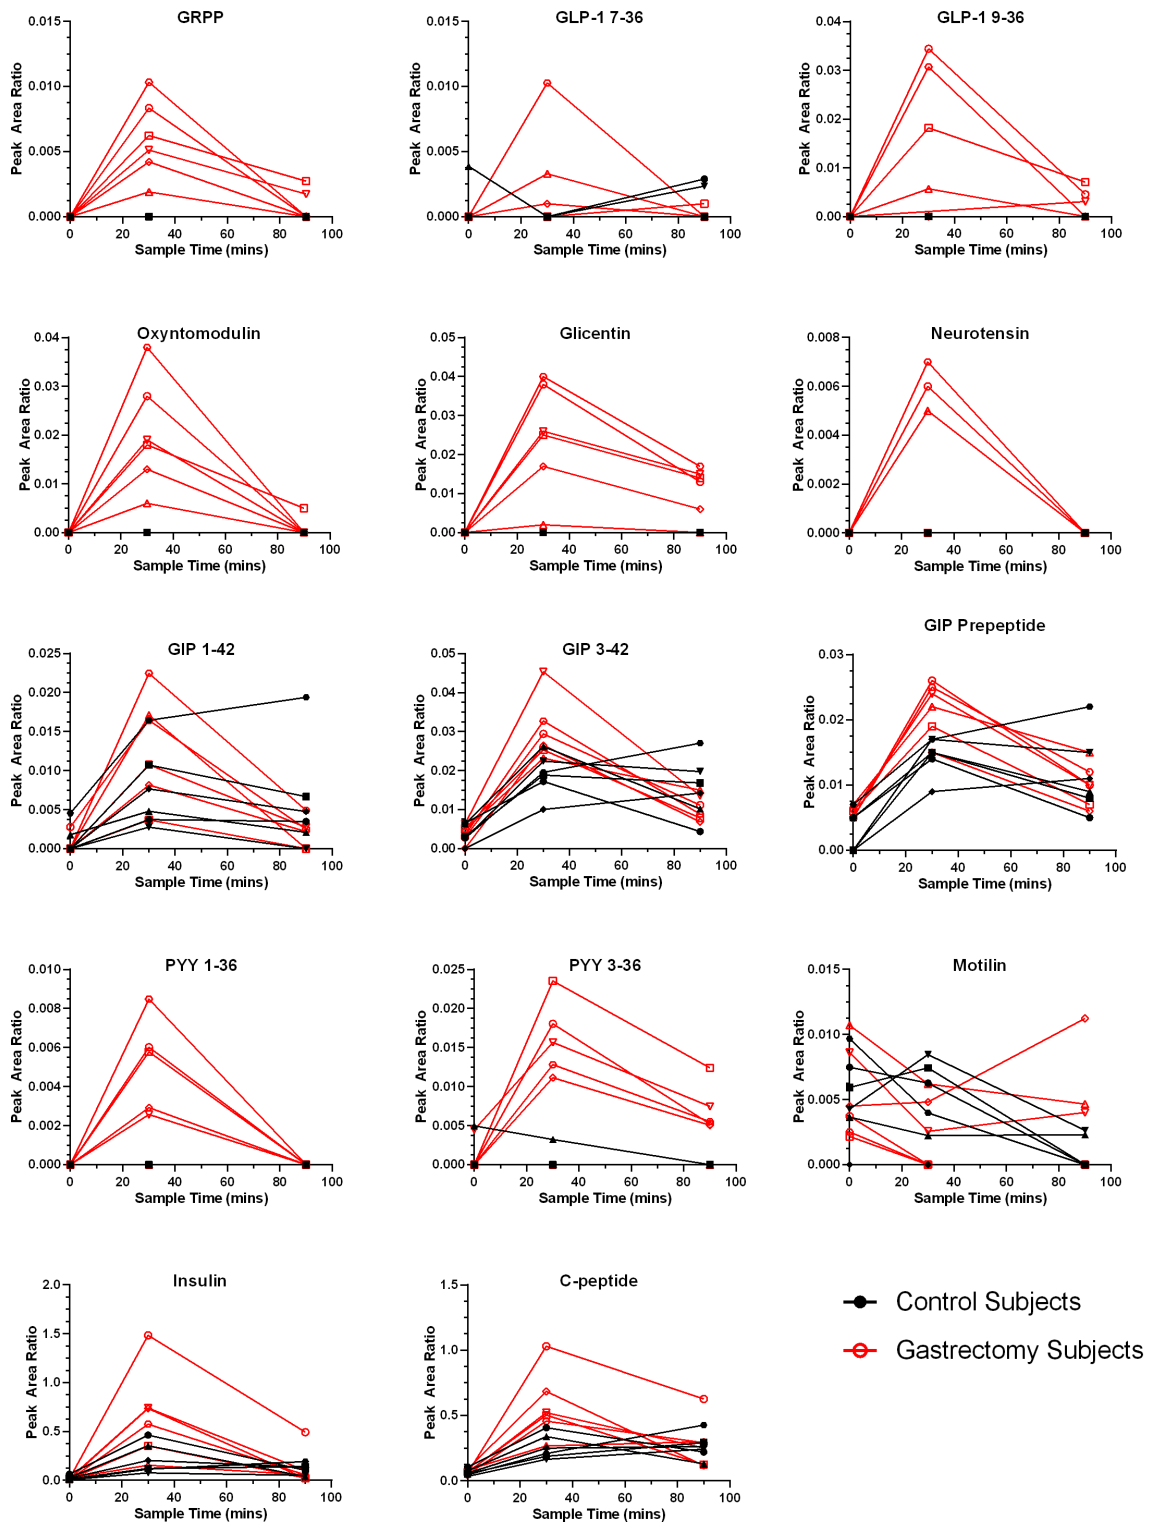 GRPP
GLP-1 7-36
GLP-1 9-36
0.015
0.010
0.005
0.000
Peak Area Ratio
0 20 40 60 80 100
Sample Time (mins)
0.015
0.010
0.005
0.000
Peak Area Ratio
0 20 40 60 80 100
Sample Time (mins)
0.04
0.03
0.02
0.01
0.00
Peak Area Ratio
0 20 40 60 80 100
Sample Time (mins)
Oxyntomodulin
Glicentin
Neurotensin
0.04
0.03
0.02
0.01
0.00
Peak Area Ratio
0 20 40 60 80 100
Sample Time (mins)
0.05
0.04
0.03
0.02
0.01
0.00
Peak Area Ratio
0 20 40 60 80 100
Sample Time (mins)
0.008
0.006
0.004
0.002
0.000
Peak Area Ratio
0 20 40 60 80 100
Sample Time (mins)
GIP 1-42
GIP 3-42
GIP Prepeptide
0.025
0.020
0.015
0.010
0.005
0.000
Peak Area Ratio
0 20 40 60 80 100
Sample Time (mins)
0.05
0.04
0.03
0.02
0.01
0.00
Peak Area Ratio
0 20 40 60 80 100
Sample Time (mins)
0.03
0.02
0.01
0.00
Peak Area Ratio
0 20 40 60 80 100
Sample Time (mins)
PYY 1-36
PYY 3-36
Motilin
0.010
0.008
0.006
0.004
0.002
0.000
Peak Area Ratio
0 20 40 60 80 100
Sample Time (mins)
0.025
0.020
0.015
0.010
0.005
0.000
Peak Area Ratio
0 20 40 60 80 100
Sample Time (mins)
0.015
0.010
0.005
0.000
Peak Area Ratio
0 20 40 60 80 100
Sample Time (mins)
Insulin
C-peptide
2.0
1.5
1.0
0.5
0.0
Peak Area Ratio
0 20 40 60 80 100
Sample Time (mins)
1.5
1.0
0.5
0.0
Peak Area Ratio
0 20 40 60 80 100
Sample Time (mins)
Control Subjects
Gastrectomy Subjects